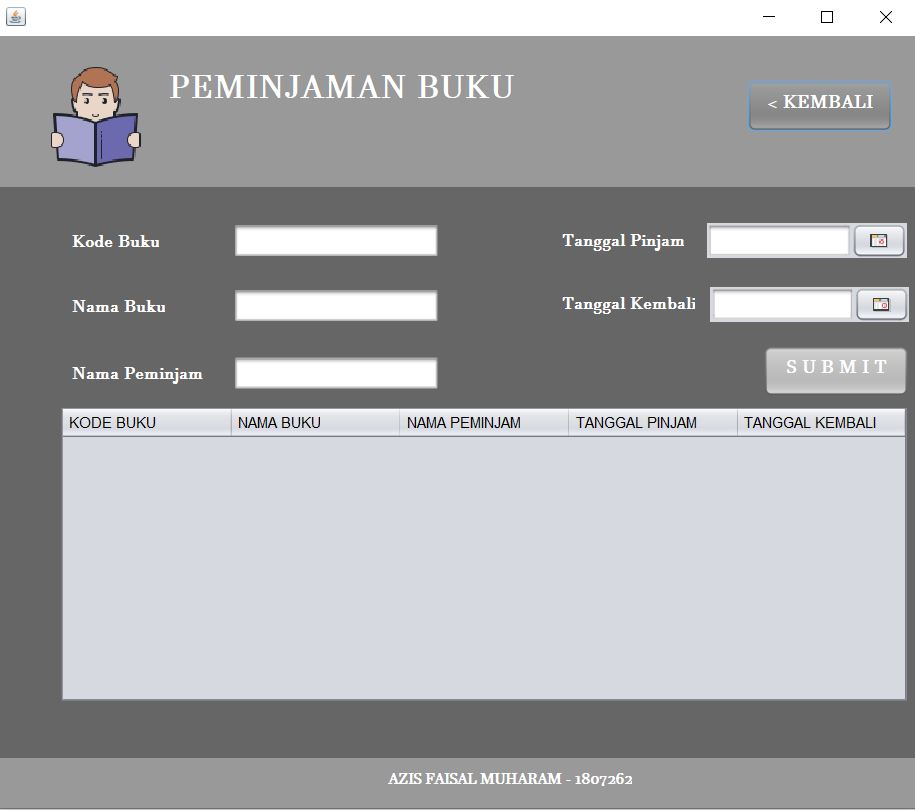 PEMINJAMAN BUKU
< KEMBALI
Kode Buku
Tanggal Pinjam
Nama Buku
Tanggal Kembali
Nama Peminjam
S U B M I T
KODE BUKU NAMA BUKU NAMA PEMINJAM TANGGAL PINJAM TANGGAL KEMBALI
AZIS FAISAL MUHARAM - 1807262